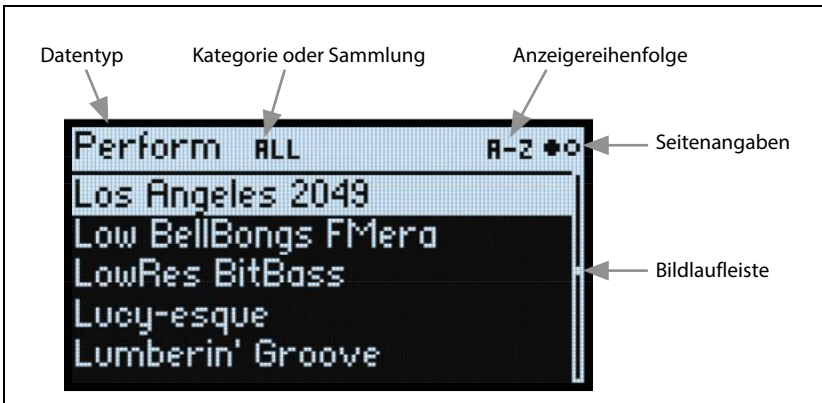 Datentyp Kategorie oder Sammlung Anzeigereihenfolge
Perform ALL A-Z
Seitenangaben
Los Angeles 2049
Low BellBongs FMera
LowRes BitBass
Bildlaufleiste
Lucy-esque
Lumberin' Groove